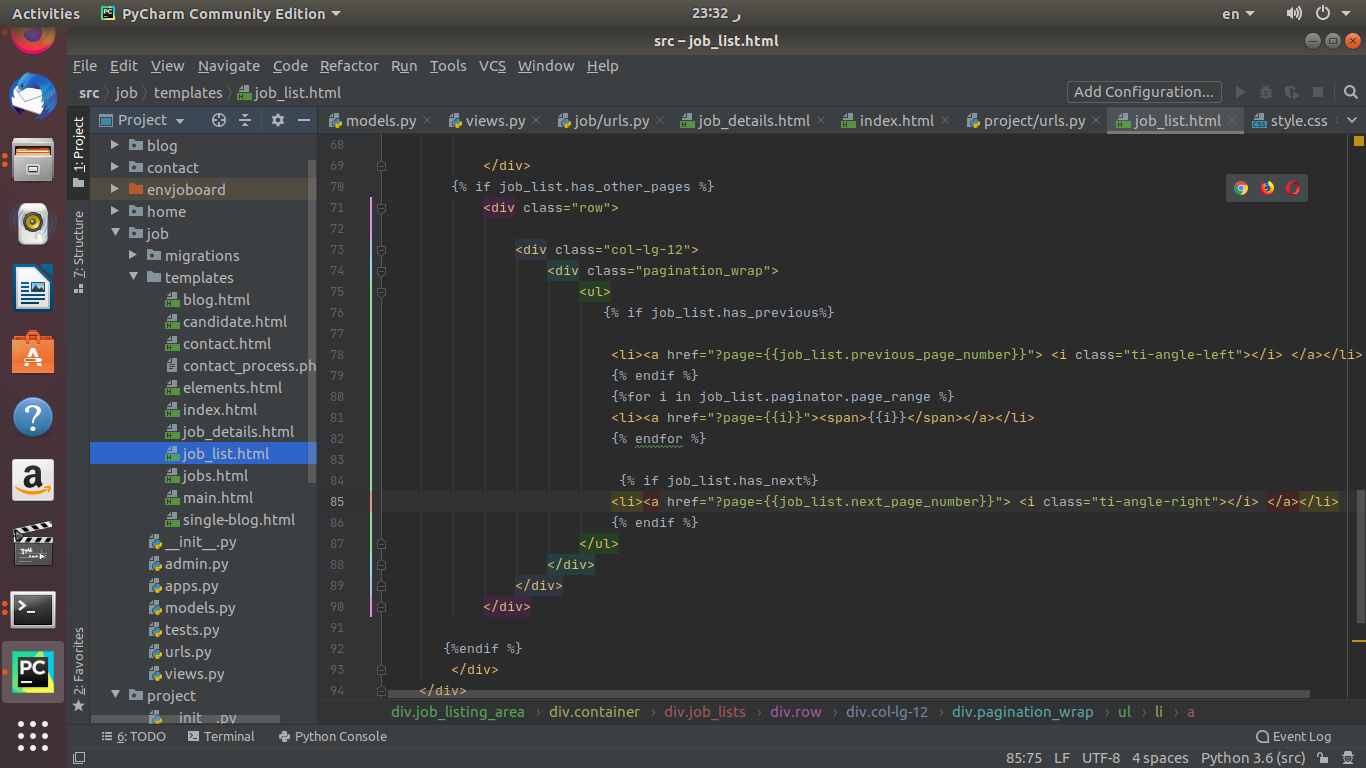 Activities PyCharm Community Edition 23:32 ر en
src – job_list.html
File Edit View Navigate Code Refactor Run Tools VCS Window Help
src job templates job_list.html Add Configuration...
Project models.py views.py job/urls.py job_details.html index.html project/urls.py job_list.html style.css
1: Project
7: Structure
2: Favorites
blog
contact
envjoboard
home
job
migrations
templates
blog.html
candidate.html
contact.html
contact_process.ph
elements.html
index.html
job_details.html
job_list.html
jobs.html
main.html
single-blog.html
__init__.py
admin.py
apps.py
models.py
tests.py
urls.py
views.py
project
__init__.py
68
69 </div>
70 {% if job_list.has_other_pages %}
71 <div class="row">
72
73 <div class="col-lg-12">
74 <div class="pagination_wrap">
75 <ul>
76 {% if job_list.has_previous%}
77
78 <li><a href="?page={{job_list.previous_page_number}}"> <i class="ti-angle-left"></i> </a></li>
79 {% endif %}
80 {%for i in job_list.paginator.page_range %}
81 <li><a href="?page={{i}}"><span>{{i}}</span></a></li>
82 {% endfor %}
83
84 {% if job_list.has_next%}
85 <li><a href="?page={{job_list.next_page_number}}"> <i class="ti-angle-right"></i> </a></li>
86 {% endif %}
87 </ul>
88 </div>
89 </div>
90 </div>
91
92 {%endif %}
93 </div>
94 </div>
div.job_listing_area div.container div.job_lists div.row div.col-lg-12 div.pagination_wrap ul li a
6: TODO Terminal Python Console Event Log
85:75 LF UTF-8 4 spaces Python 3.6 (src)